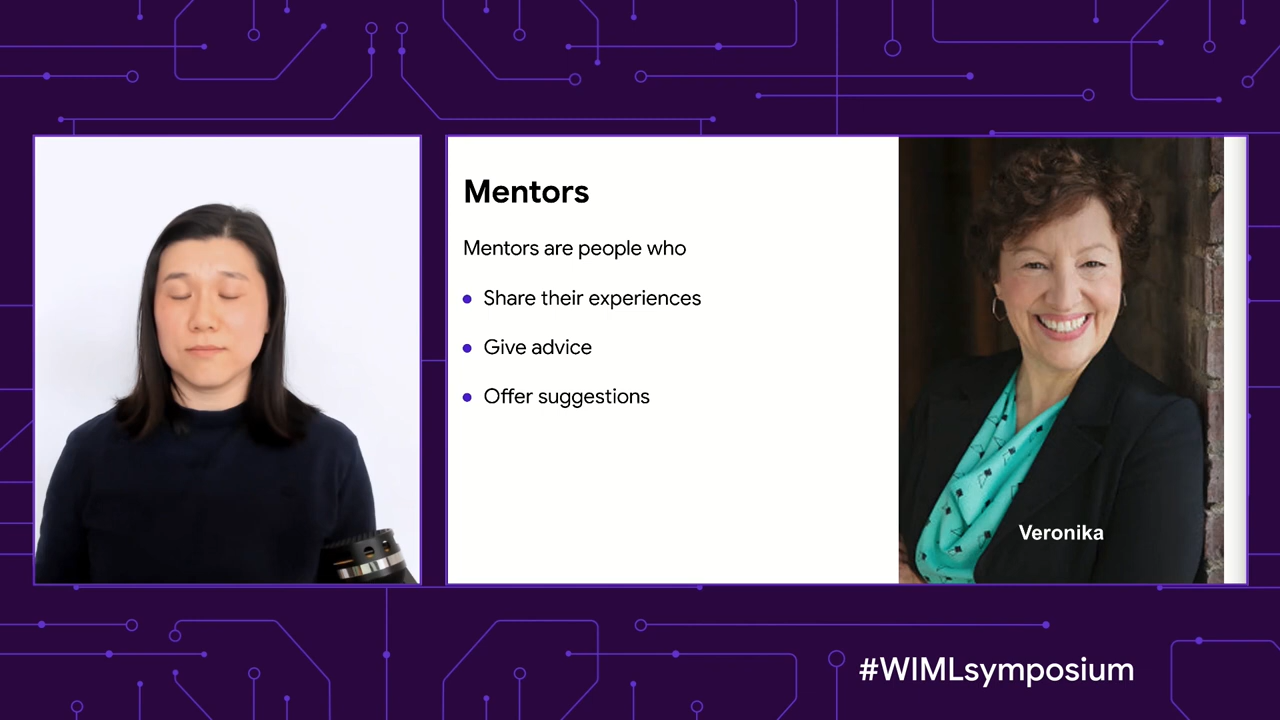 Mentors
Mentors are people who
Share their experiences
Give advice
Offer suggestions
Veronika
#WIMLsymposium